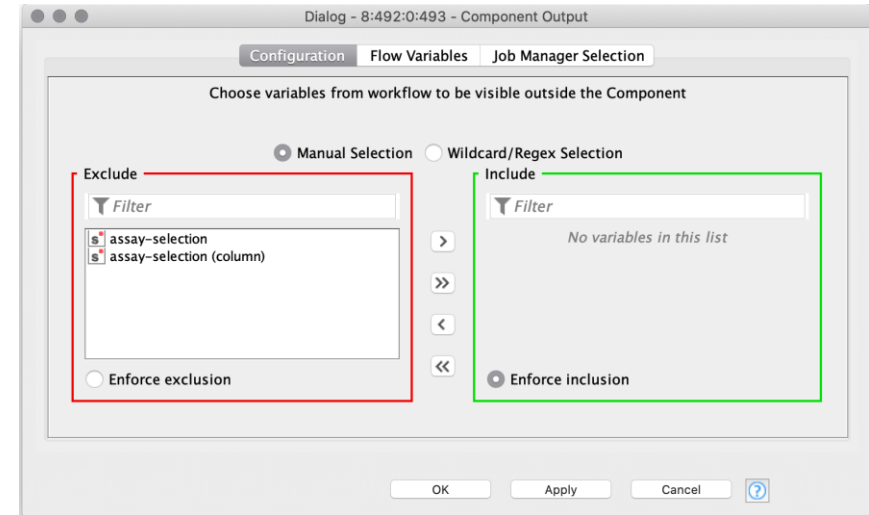 Dialog - 8:492:0:493 - Component Output
Configuration Flow Variables Job Manager Selection
Choose variables from workflow to be visible outside the Component
Manual Selection Wildcard/Regex Selection
Exclude Include
Filter Filter
s assay-selection No variables in this list
s assay-selection (column)
>
>>
<
<<
Enforce exclusion Enforce inclusion
OK Apply Cancel ?